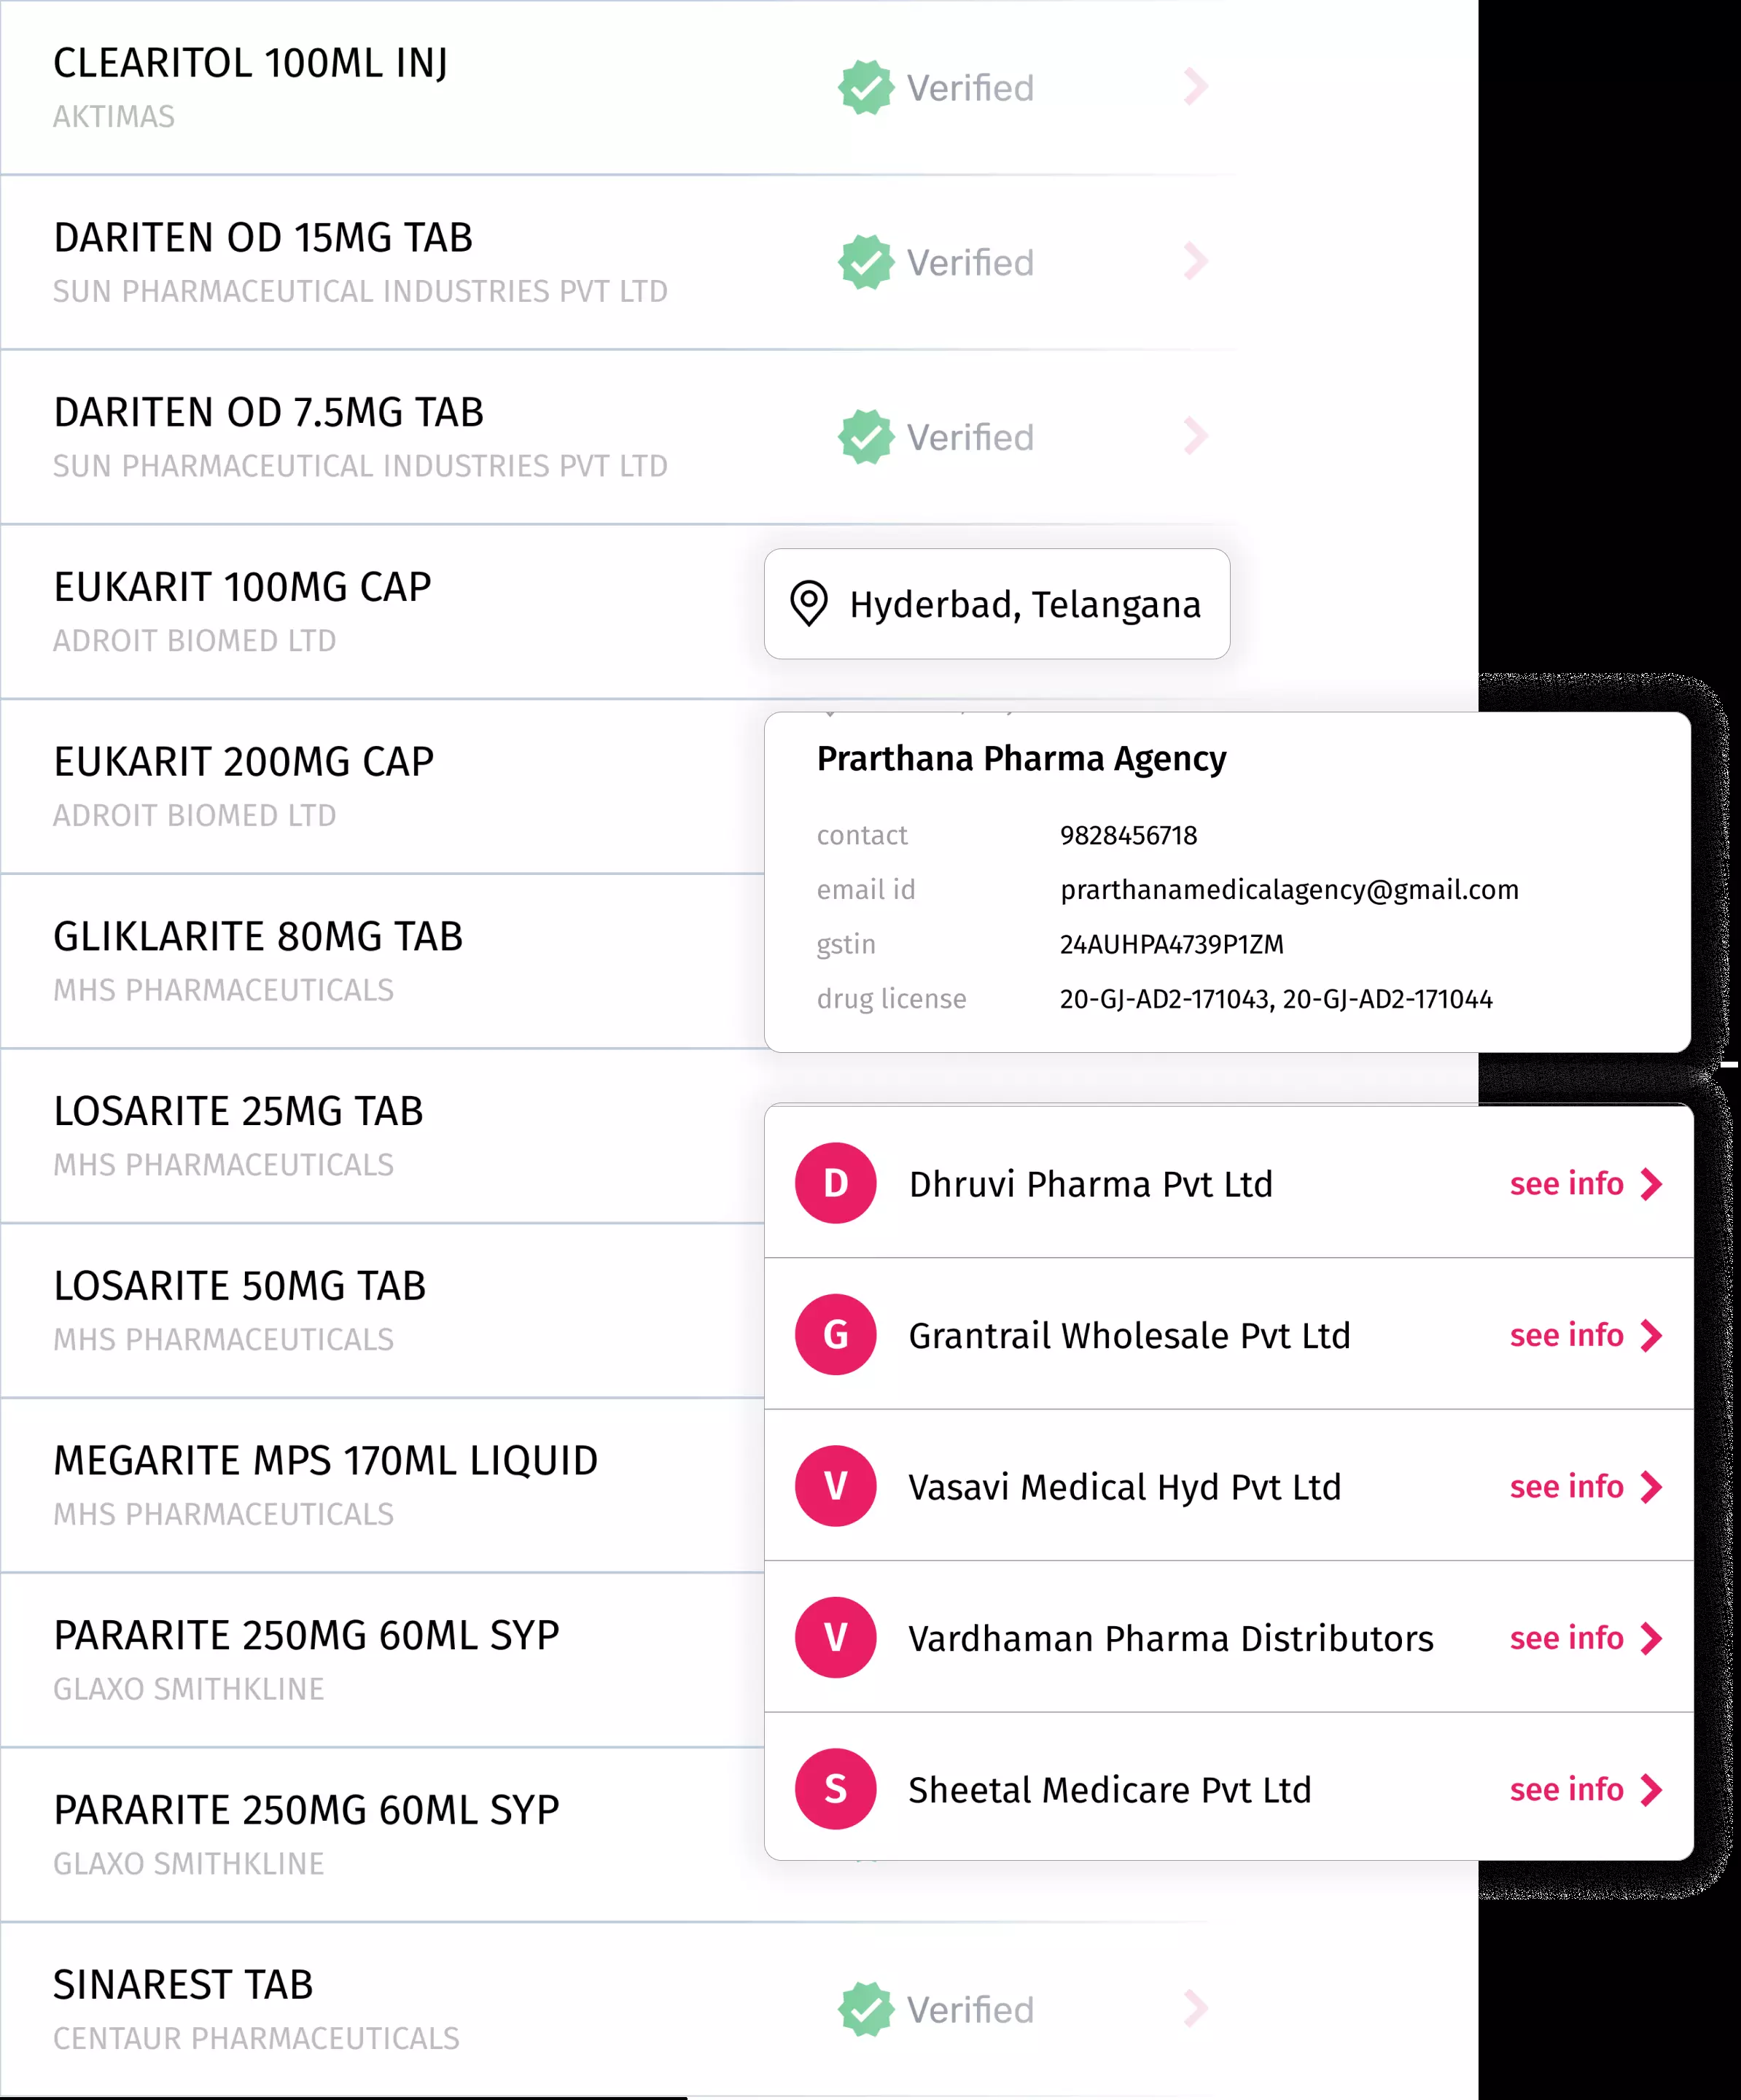 CLEARITOL 100ML INJ
AKTIMAS
Verified
DARITEN OD 15MG TAB
SUN PHARMACEUTICAL INDUSTRIES PVT LTD
Verified
DARITEN OD 7.5MG TAB
SUN PHARMACEUTICAL INDUSTRIES PVT LTD
Verified
EUKARIT 100MG CAP
ADROIT BIOMED LTD
Hyderbad, Telangana
EUKARIT 200MG CAP
ADROIT BIOMED LTD
GLIKLARITE 80MG TAB
MHS PHARMACEUTICALS
LOSARITE 25MG TAB
MHS PHARMACEUTICALS
LOSARITE 50MG TAB
MHS PHARMACEUTICALS
MEGARITE MPS 170ML LIQUID
MHS PHARMACEUTICALS
PARARITE 250MG 60ML SYP
GLAXO SMITHKLINE
PARARITE 250MG 60ML SYP
GLAXO SMITHKLINE
Prarthana Pharma Agency
contact 9828456718
email id prarthanamedicalagency@gmail.com
gstin 24AUHPA4739P1ZM
drug license 20-GJ-AD2-171043, 20-GJ-AD2-171044
D Dhruvi Pharma Pvt Ltd see info
G Grantrail Wholesale Pvt Ltd see info
V Vasavi Medical Hyd Pvt Ltd see info
V Vardhaman Pharma Distributors see info
S Sheetal Medicare Pvt Ltd see info
SINAREST TAB
CENTAUR PHARMACEUTICALS
Verified